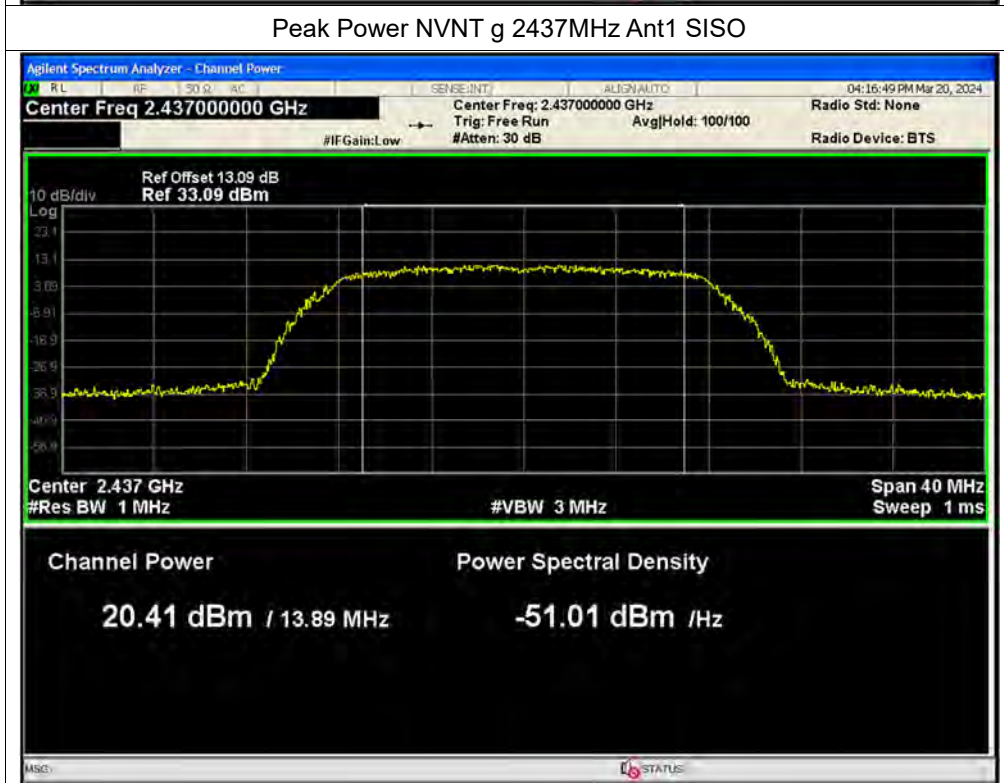 Peak Power NVNT g 2437MHz Ant1 SISO
Agilent Spectrum Analyzer - Channel Power
RL RF 50 Ω AC SENSE:INT ALIGNAUTO 04:16:49 PM Mar 20, 2024
Center Freq 2.437000000 GHz Center Freq: 2.437000000 GHz Radio Std: None
Trig: Free Run Avg|Hold: 100/100
#IFGain:Low #Atten: 30 dB Radio Device: BTS
Ref Offset 13.09 dB
10 dB/div Ref 33.09 dBm
Log
23.1
13.1
3.09
-6.91
-16.9
-26.9
-36.9
-46.9
-56.9
Center 2.437 GHz Span 40 MHz
#Res BW 1 MHz #VBW 3 MHz Sweep 1 ms
Channel Power Power Spectral Density
20.41 dBm / 13.89 MHz -51.01 dBm /Hz
MSG STATUS